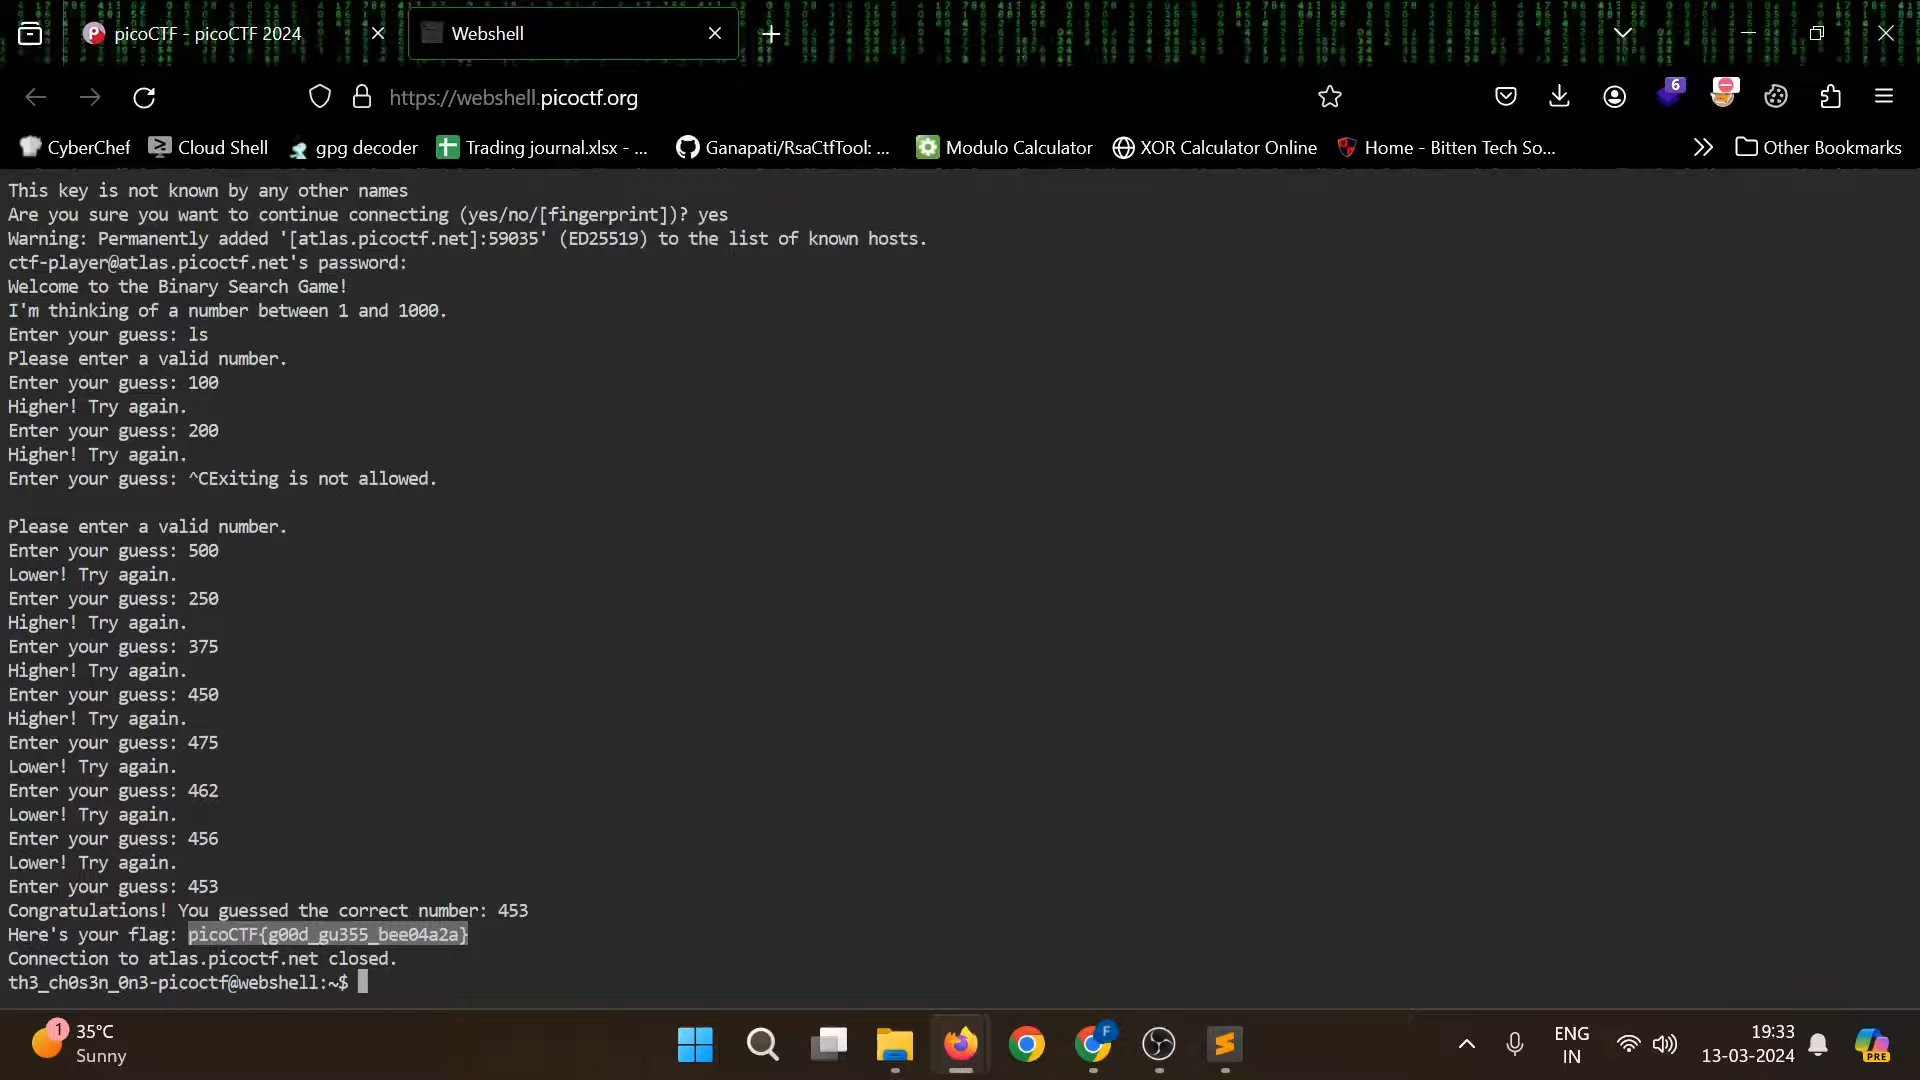 picoCTF - picoCTF 2024
Webshell
https://webshell.picoctf.org
6
CyberChef
Cloud Shell
gpg decoder
Trading journal.xlsx - ...
Ganapati/RsaCtfTool: ...
Modulo Calculator
XOR Calculator Online
Home - Bitten Tech So...
Other Bookmarks
This key is not known by any other names
Are you sure you want to continue connecting (yes/no/[fingerprint])? yes
Warning: Permanently added '[atlas.picoctf.net]:59035' (ED25519) to the list of known hosts.
ctf-player@atlas.picoctf.net's password:
Welcome to the Binary Search Game!
I'm thinking of a number between 1 and 1000.
Enter your guess: ls
Please enter a valid number.
Enter your guess: 100
Higher! Try again.
Enter your guess: 200
Higher! Try again.
Enter your guess: ^CExiting is not allowed.
Please enter a valid number.
Enter your guess: 500
Lower! Try again.
Enter your guess: 250
Higher! Try again.
Enter your guess: 375
Higher! Try again.
Enter your guess: 450
Higher! Try again.
Enter your guess: 475
Lower! Try again.
Enter your guess: 462
Lower! Try again.
Enter your guess: 456
Lower! Try again.
Enter your guess: 453
Congratulations! You guessed the correct number: 453
Here's your flag: picoCTF{g00d_gu355_bee04a2a}
Connection to atlas.picoctf.net closed.
th3_ch0s3n_0n3-picoctf@webshell:~$
1
35°C
Sunny
F
ENG
IN
19:33
13-03-2024
PRE